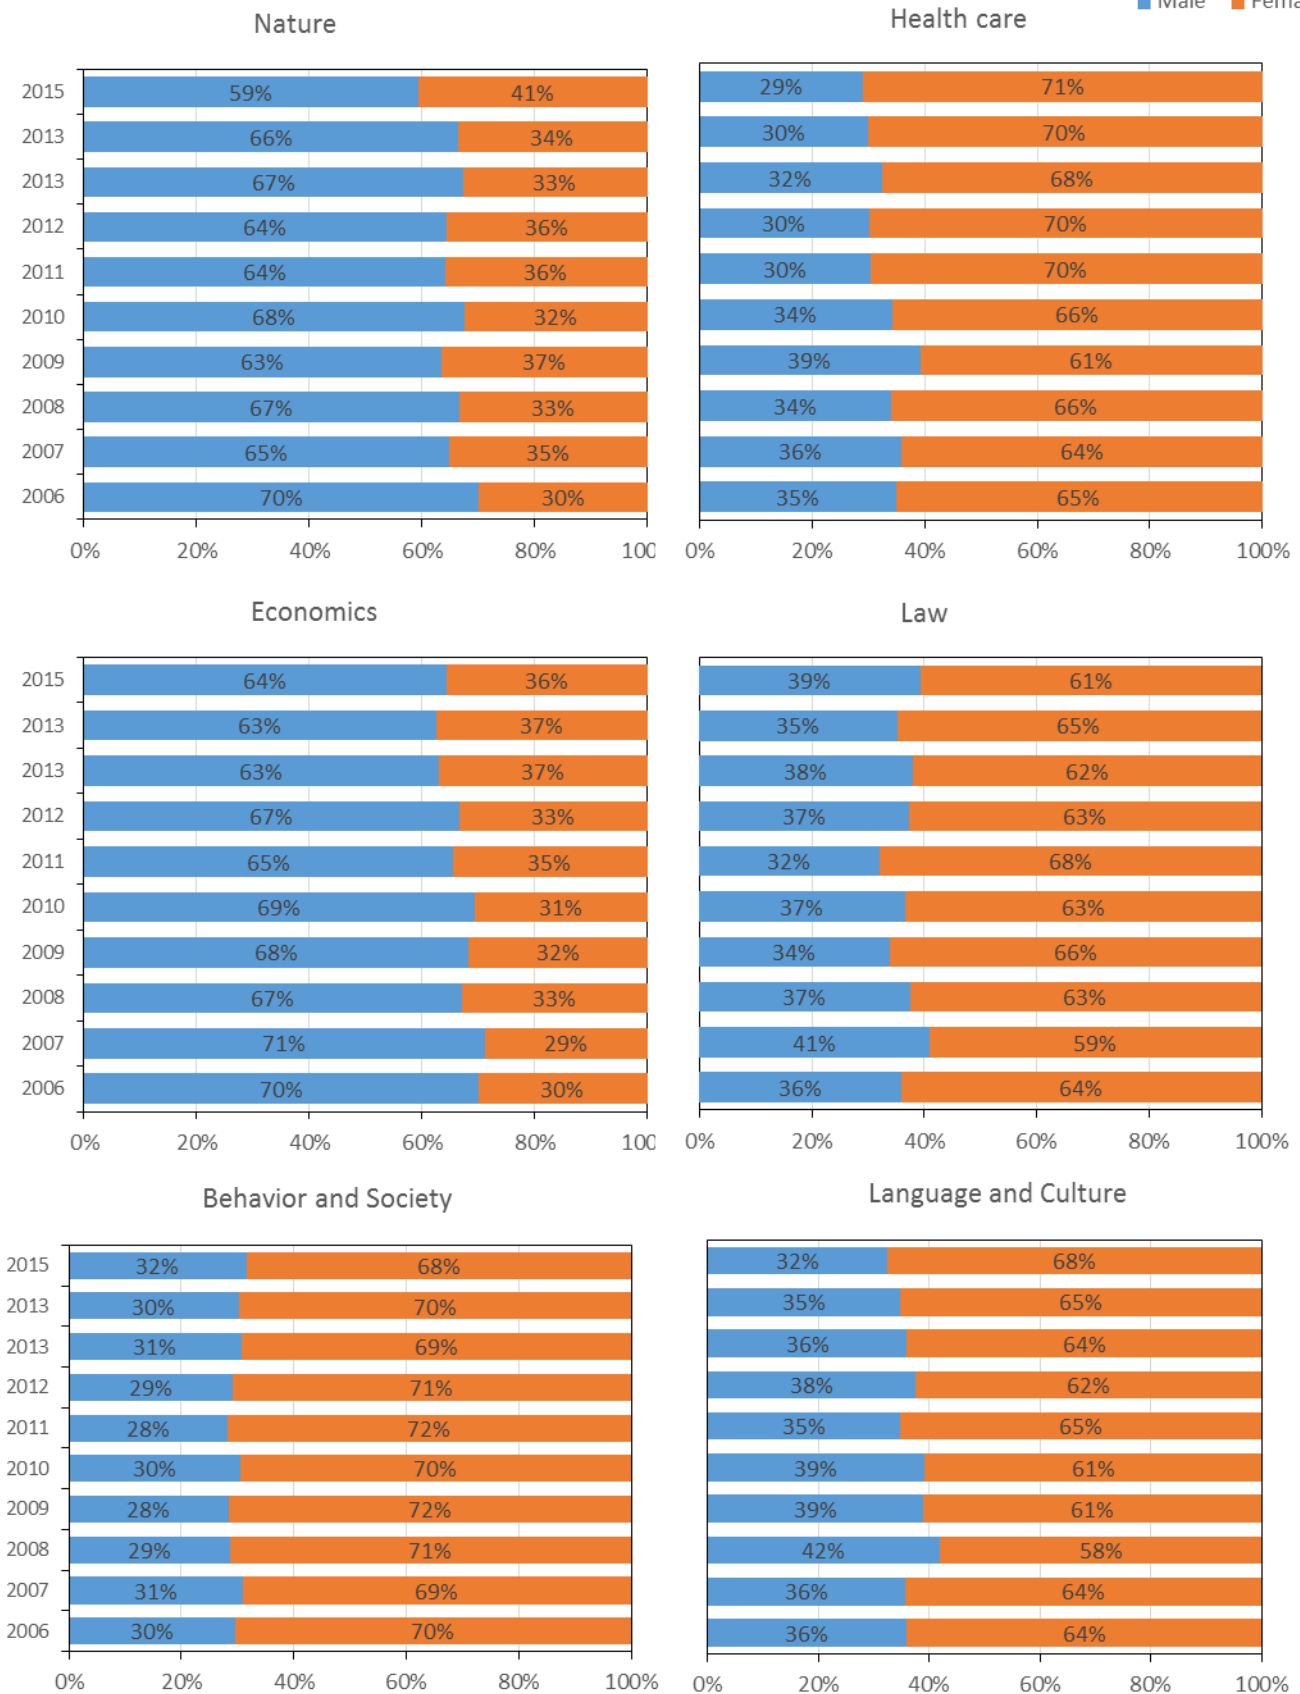 Nature
2015 59% 41%
2013 66% 34%
2013 67% 33%
2012 64% 36%
2011 64% 36%
2010 68% 32%
2009 63% 37%
2008 67% 33%
2007 65% 35%
2006 70% 30%
0% 20% 40% 60% 80% 100
Male Fema
Health care
29% 71%
30% 70%
32% 68%
30% 70%
30% 70%
34% 66%
39% 61%
34% 66%
36% 64%
35% 65%
0% 20% 40% 60% 80% 100%
Economics
2015 64% 36%
2013 63% 37%
2013 63% 37%
2012 67% 33%
2011 65% 35%
2010 69% 31%
2009 68% 32%
2008 67% 33%
2007 71% 29%
2006 70% 30%
0% 20% 40% 60% 80% 100
Law
39% 61%
35% 65%
38% 62%
37% 63%
32% 68%
37% 63%
34% 66%
37% 63%
41% 59%
36% 64%
0% 20% 40% 60% 80% 100%
Behavior and Society
2015 32% 68%
2013 30% 70%
2013 31% 69%
2012 29% 71%
2011 28% 72%
2010 30% 70%
2009 28% 72%
2008 29% 71%
2007 31% 69%
2006 30% 70%
0% 20% 40% 60% 80% 100%
Language and Culture
32% 68%
35% 65%
36% 64%
38% 62%
35% 65%
39% 61%
39% 61%
42% 58%
36% 64%
36% 64%
0% 20% 40% 60% 80% 100%